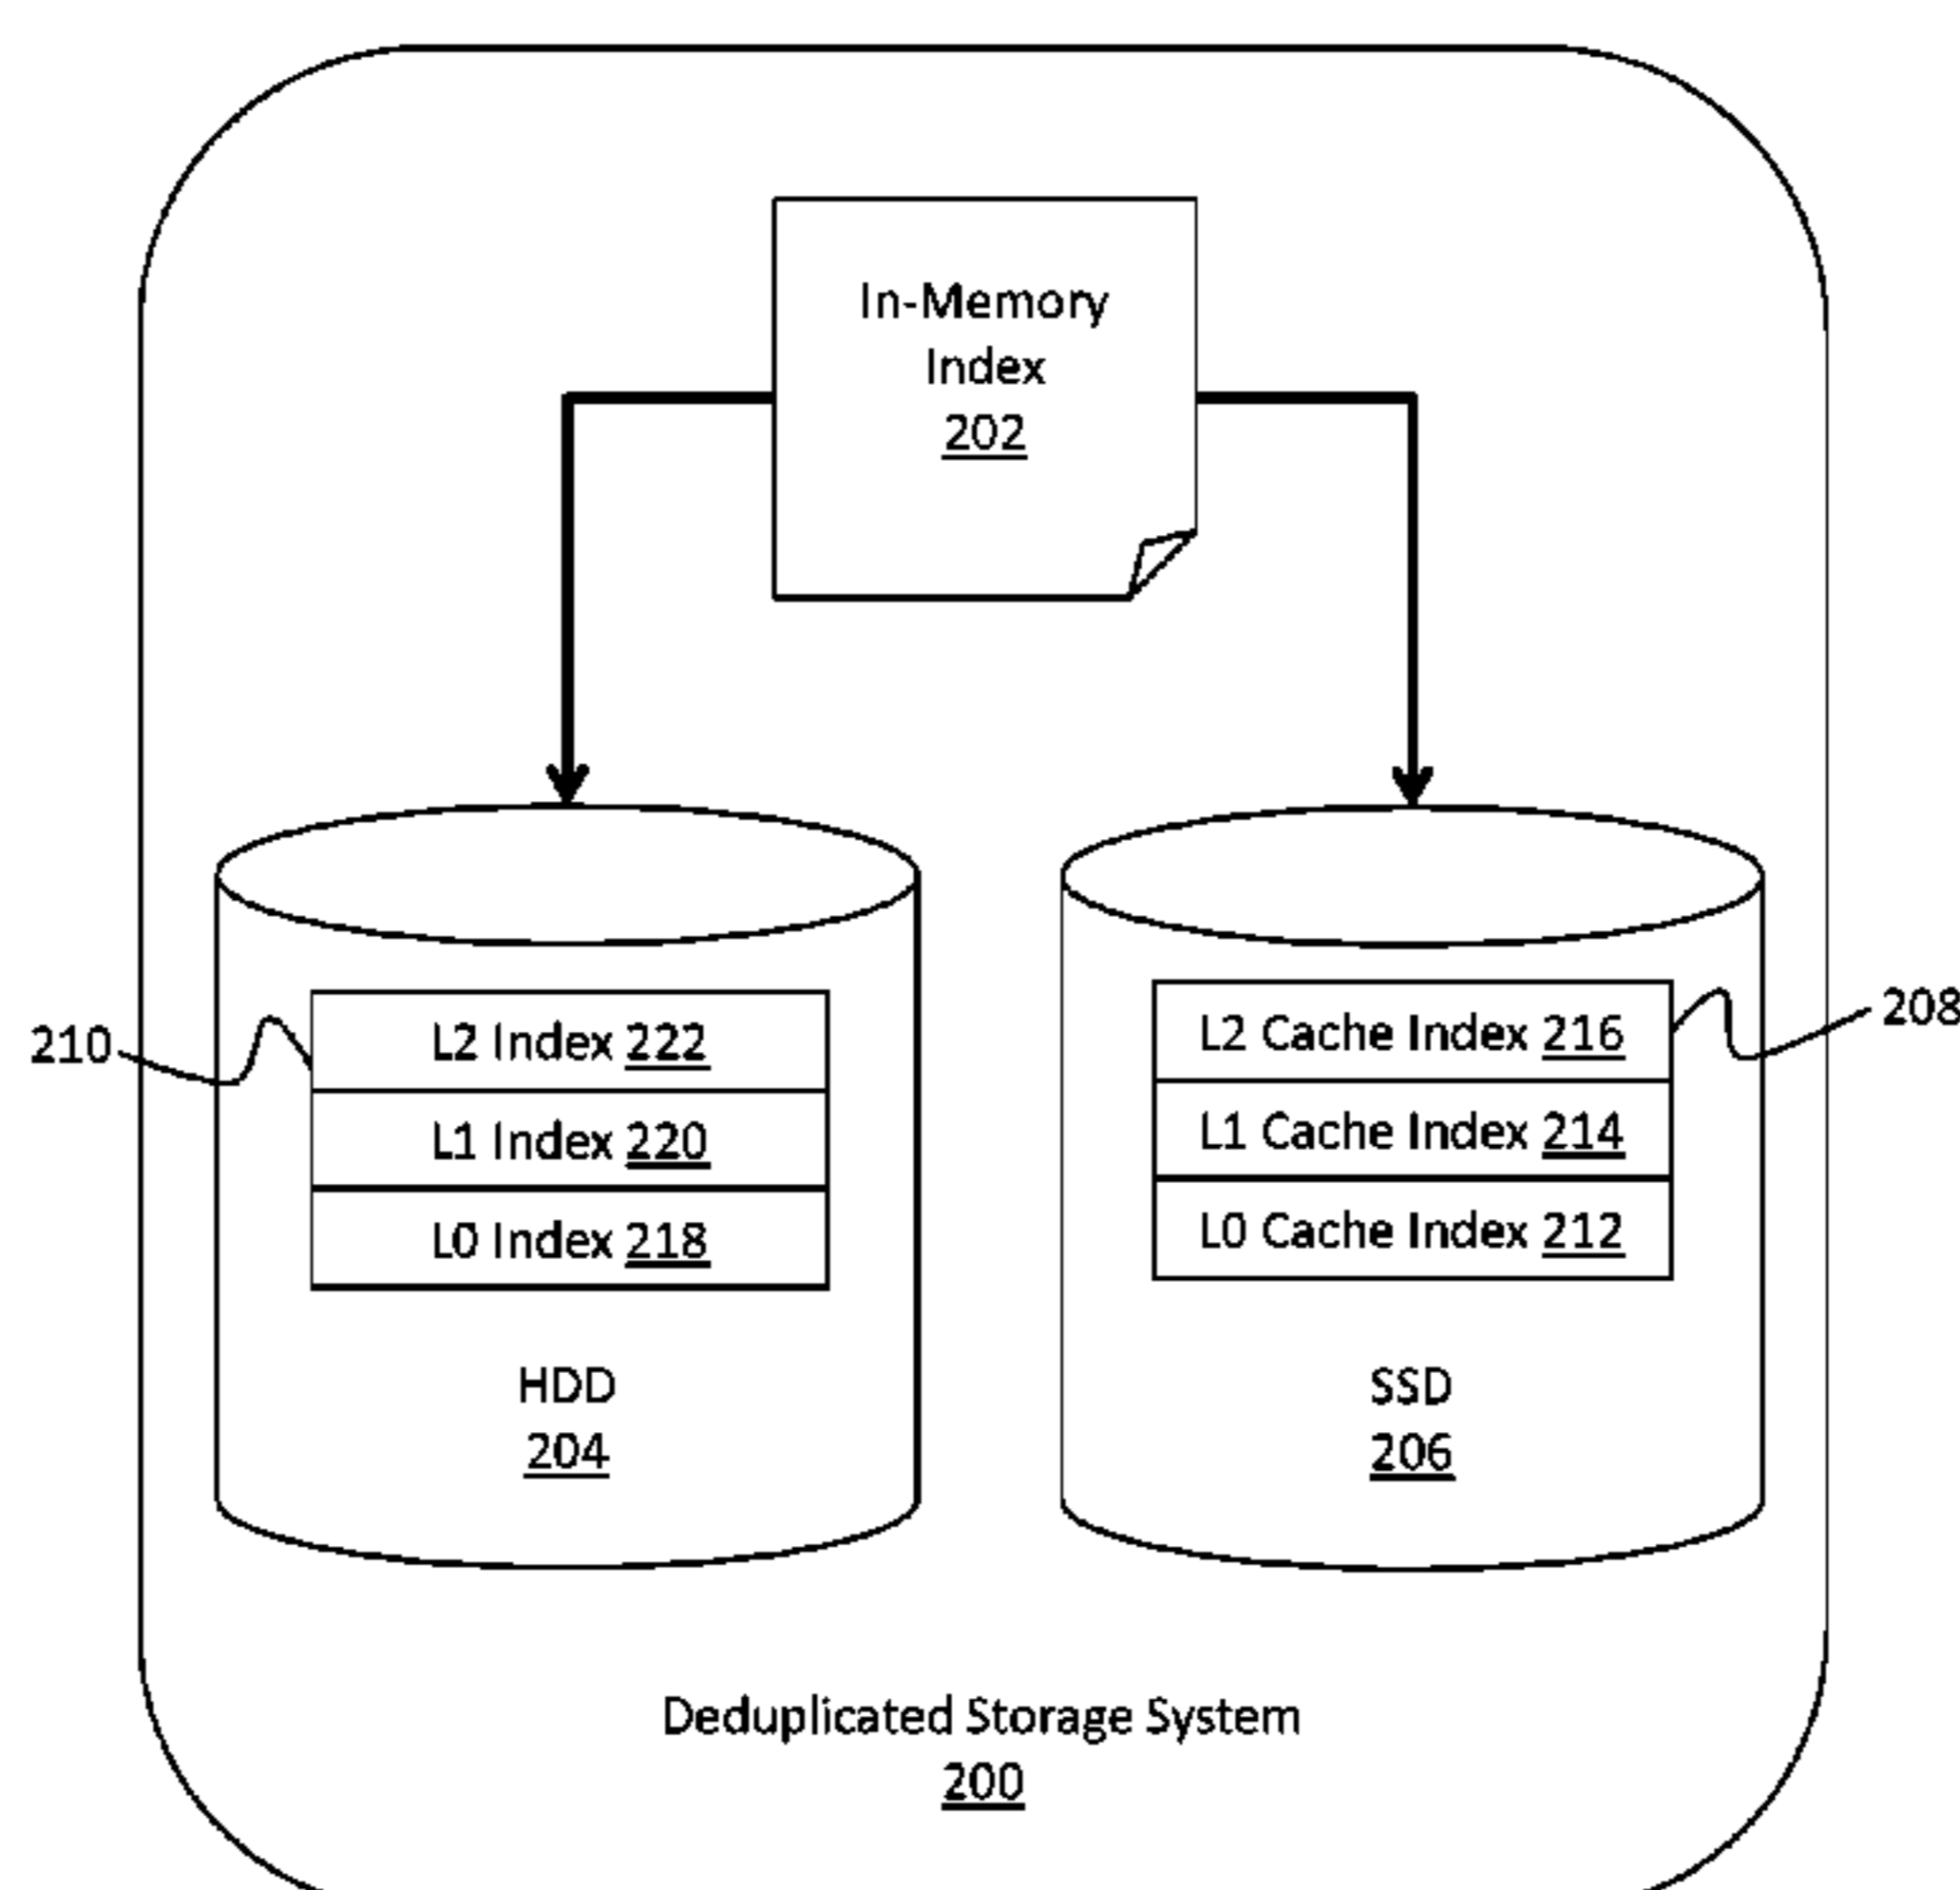 In-Memory
Index
202
210
L2 Index 222
L1 Index 220
L0 Index 218
HDD
204
208
L2 Cache Index 216
L1 Cache Index 214
L0 Cache Index 212
SSD
206
Deduplicated Storage System
200